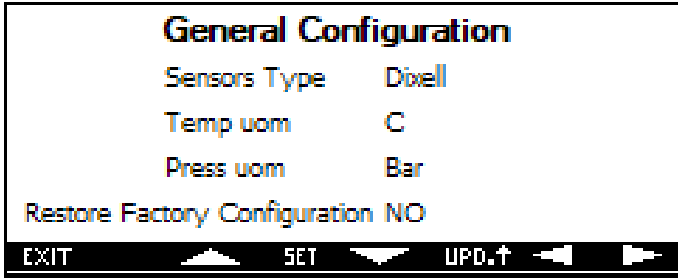 General Configuration
Sensors Type Dixell
Temp uom C
Press uom Bar
Restore Factory Configuration NO
EXIT SET UPD.↑